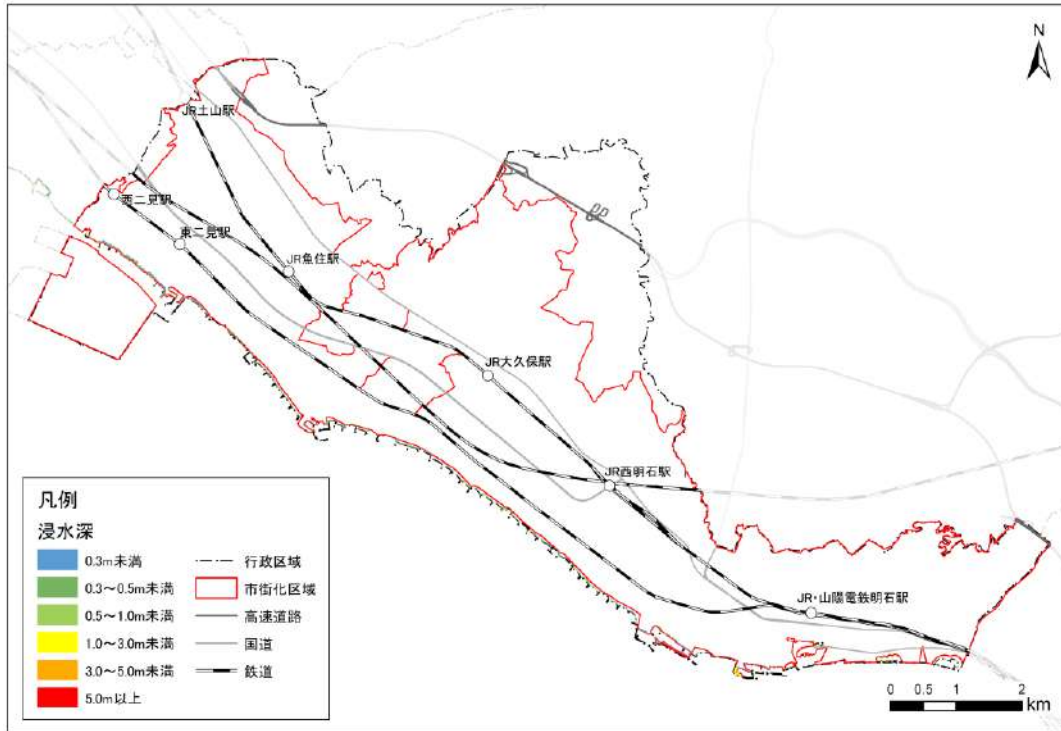 N
JR土山駅
西二見駅
東二見駅
JR魚住駅
JR大久保駅
JR西明石駅
JR・山陽電鉄明石駅
凡例
浸水深
0.3m未満
0.3～0.5m未満
0.5～1.0m未満
1.0～3.0m未満
3.0～5.0m未満
5.0m以上
行政区域
市街化区域
高速道路
国道
鉄道
0 0.5 1 2
km